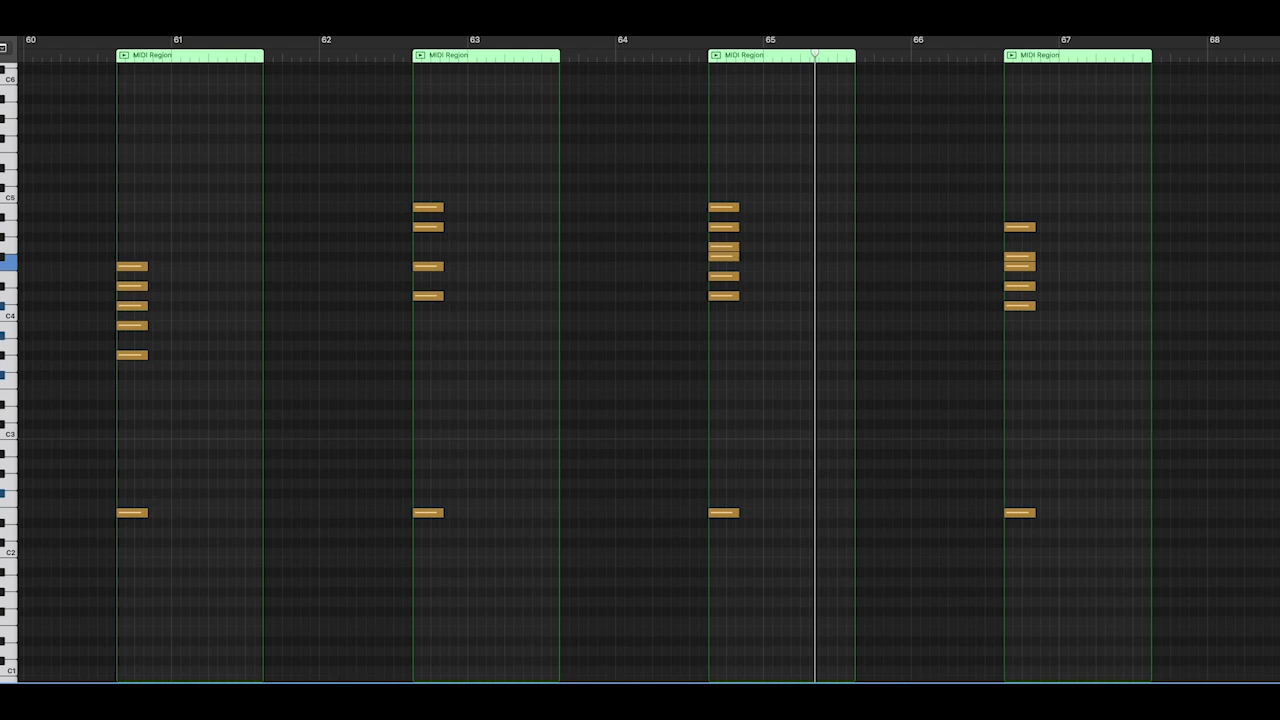 60 61 62 63 64 65 66 67 68
MIDI Region MIDI Region MIDI Region MIDI Region
C6
C5
C4
C3
C2
C1